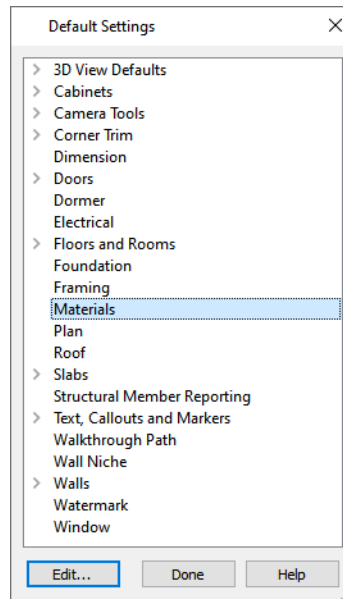 Default Settings
3D View Defaults
Cabinets
Camera Tools
Corner Trim
Dimension
Doors
Dormer
Electrical
Floors and Rooms
Foundation
Framing
Materials
Plan
Roof
Slabs
Structural Member Reporting
Text, Callouts and Markers
Walkthrough Path
Wall Niche
Walls
Watermark
Window
Edit... Done Help